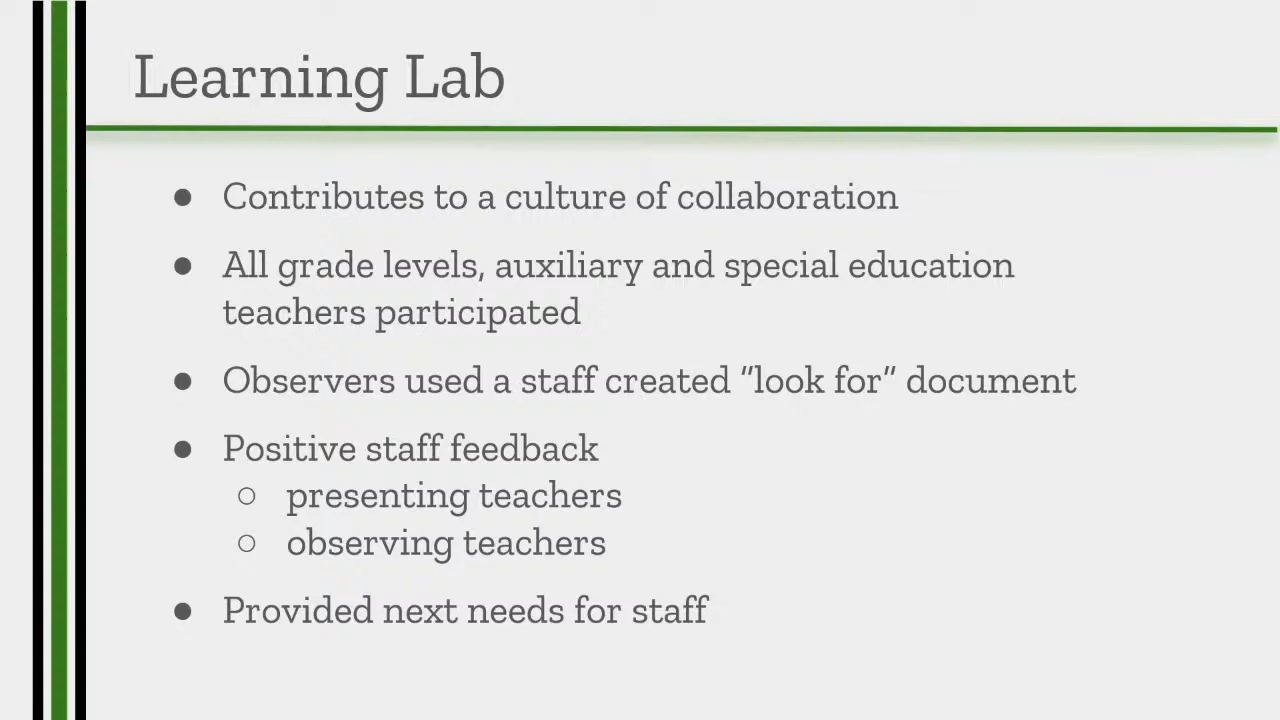 Learning Lab
● Contributes to a culture of collaboration
● All grade levels, auxiliary and special education
teachers participated
● Observers used a staff created "look for" document
● Positive staff feedback
○ presenting teachers
○ observing teachers
● Provided next needs for staff